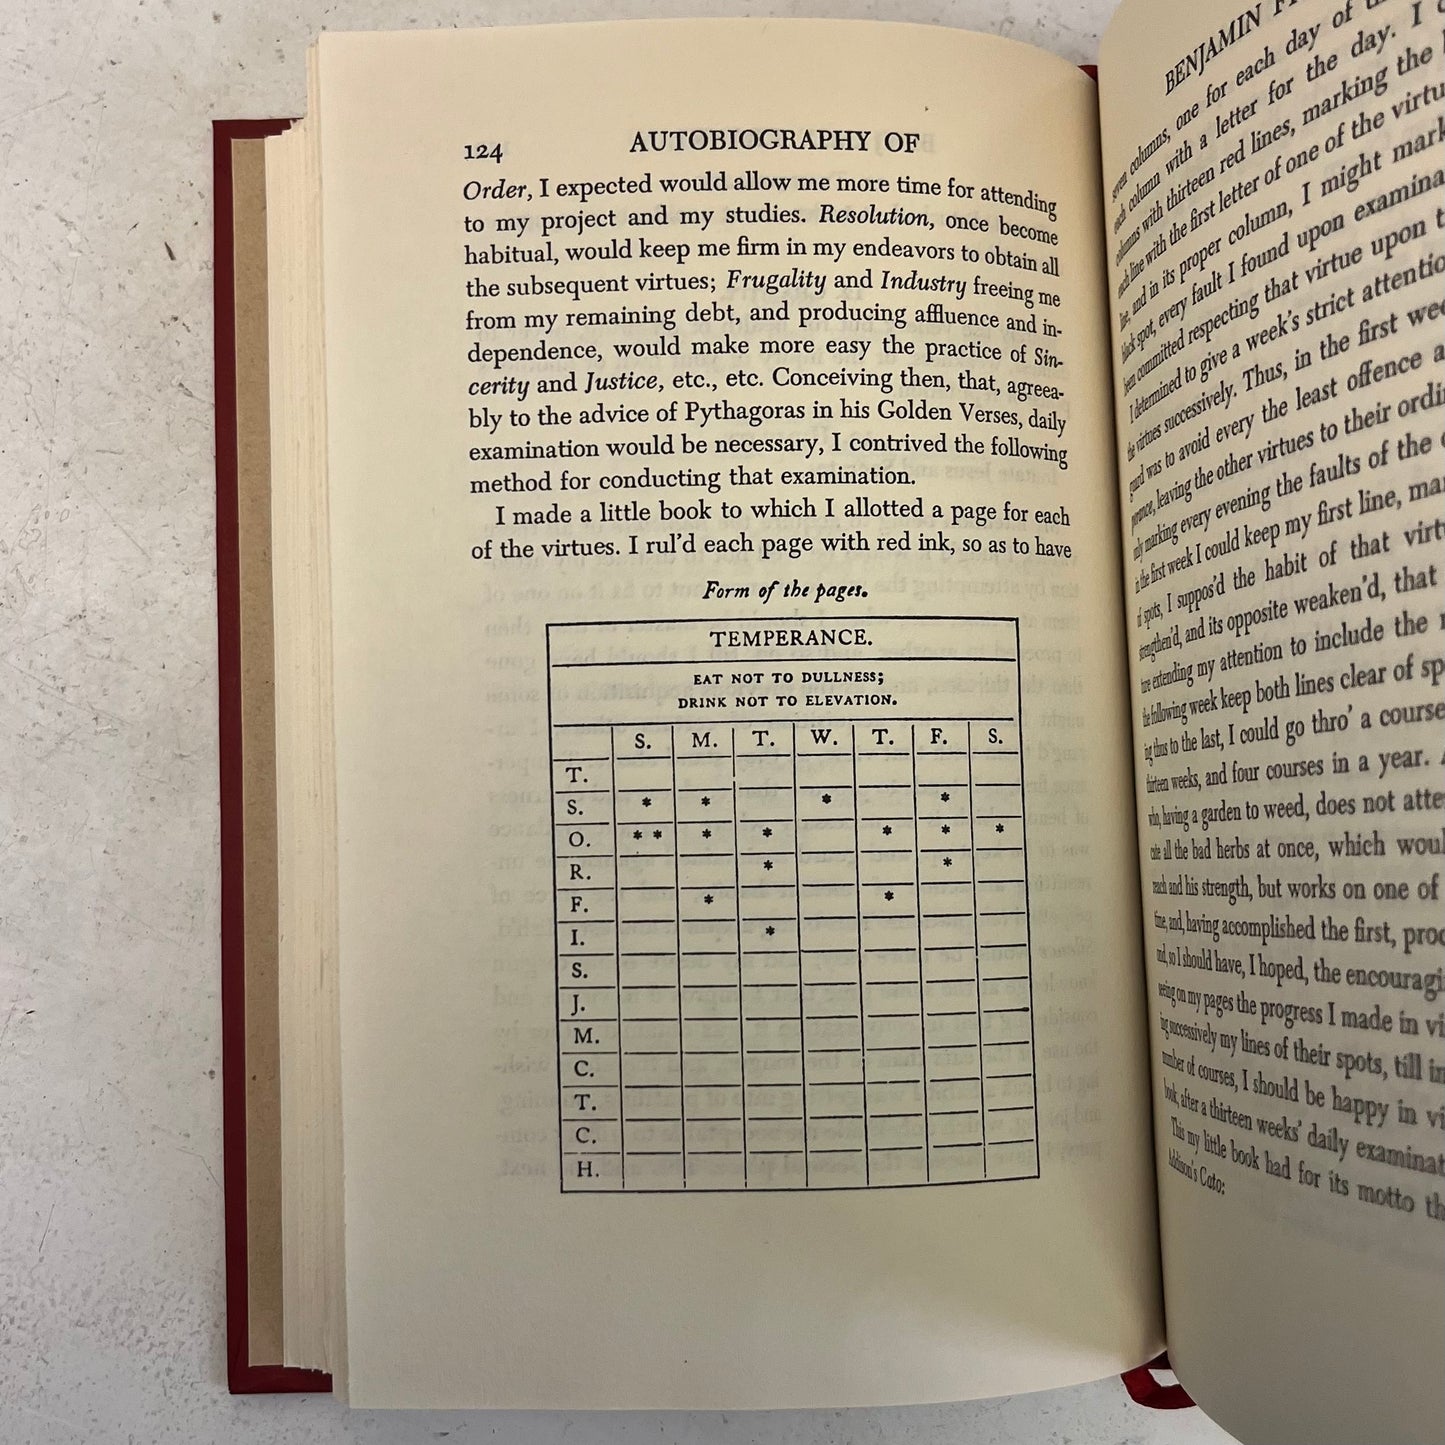 124 AUTOBIOGRAPHY OF
Order, I expected would allow me more time for attending
to my project and my studies. Resolution, once become
habitual, would keep me firm in my endeavors to obtain all
the subsequent virtues; Frugality and Industry freeing me
from my remaining debt, and producing affluence and in-
dependence, would make more easy the practice of Sin-
cerity and Justice, etc., etc. Conceiving then, that, agreea-
bly to the advice of Pythagoras in his Golden Verses, daily
examination would be necessary, I contrived the following
method for conducting that examination.
I made a little book to which I allotted a page for each
of the virtues. I rul'd each page with red ink, so as to have
Form of the pages.
TEMPERANCE.
EAT NOT TO DULLNESS;
DRINK NOT TO ELEVATION.
S. M. T. W. T. F. S.
T.
S. * * * *
O. ** * * * * *
R. * *
F. * *
I. *
S.
J.
M.
C.
T.
C.
H.
BENJAMIN
seven columns, one for each day of
each column with a letter for the day. I
columns with thirteen red lines, marking the
each line with the first letter of one of the
line, and in its proper column, I might mark
black spot, every fault I found upon
been committed respecting that virtue upon
I determined to give a week's strict
the virtues successively. Thus, in the first
guard was to avoid every the least offence
perance, leaving the other virtues to their
only marking every evening the faults of the
in the first week I could keep my first line,
of spots, I suppos'd the habit of that
strengthen'd, and its opposite weaken'd, that
ture extending my attention to include the
the following week keep both lines clear of
ing thus to the last, I could go thro' a course
thirteen weeks, and four courses in a year.
who, having a garden to weed, does not
cate all the bad herbs at once, which
reach and his strength, but works on one of
time, and, having accomplished the first,
and, so I should have, I hoped, the
seeing on my pages the progress I made in
ing successively my lines of their spots, till in
number of courses, I should be happy in
book, after a thirteen weeks' daily
This my little book had for its motto
Addison's Cato: